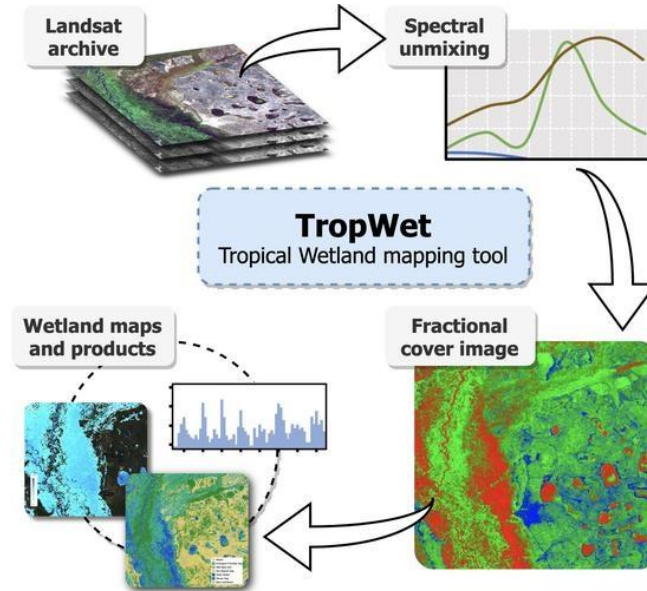 Landsat
archive
Spectral
unmixing
TropWet
Tropical Wetland mapping tool
Wetland maps
and products
Fractional
cover image